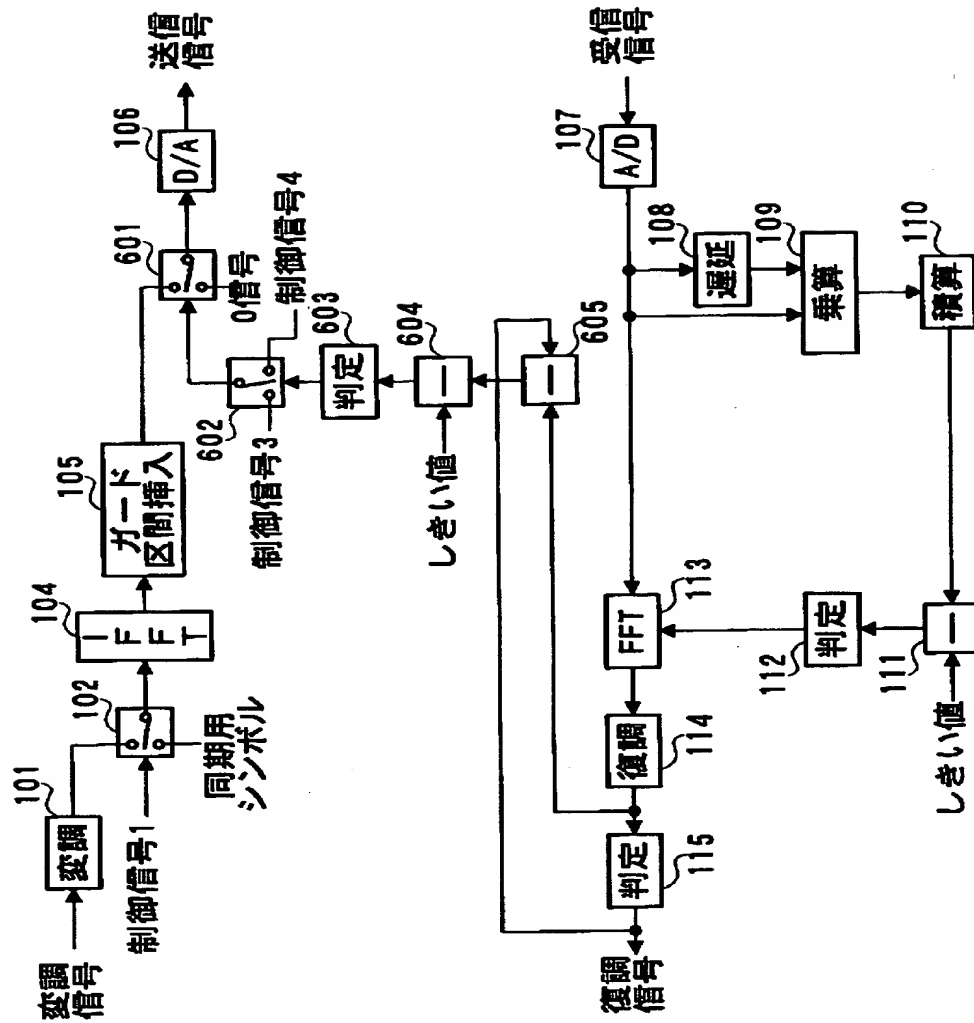 変調
信号
101
変調
制御信号1
102
同期用
シンボル
104
IFFT
105
ガード
区間挿入
601
0信号
106
D/A
送信
信号
602
制御信号3
制御信号4
603
判定
604
しきい値
605
受信
信号
107
A/D
108
遅延
109
乗算
110
積算
111
しきい値
112
判定
113
FFT
114
復調
115
判定
復調
信号